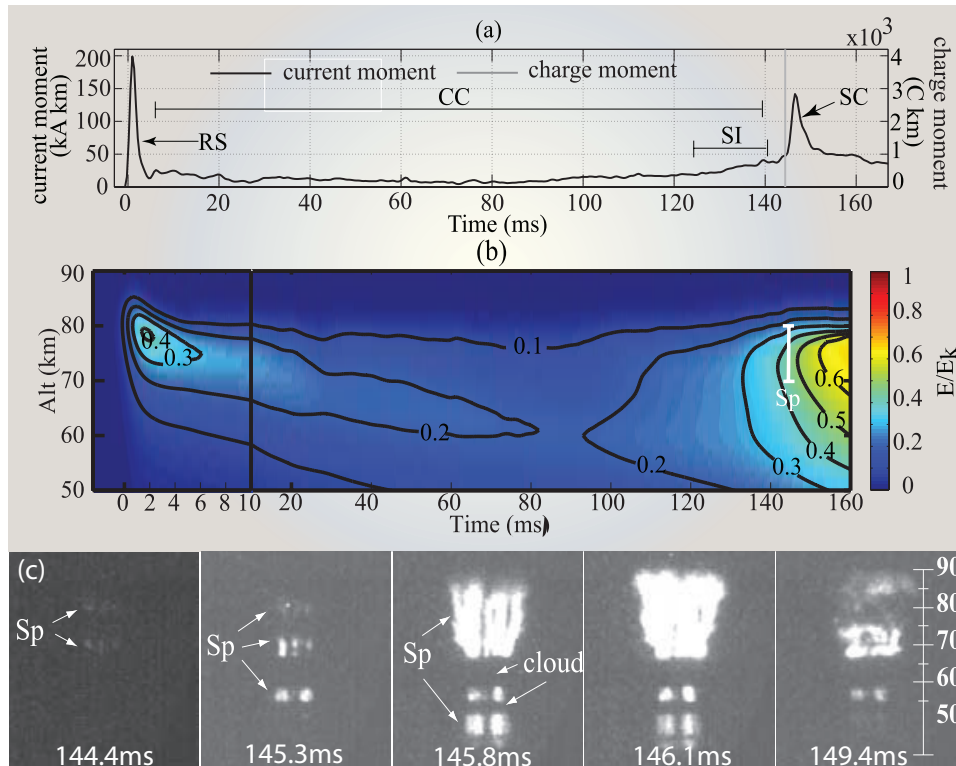 (a)
x10³
current moment
(kA km)
200
150
100
50
0
current moment
charge moment
CC
RS
SI
SC
4
3
2
1
0
charge moment
(C km)
0 20 40 60 80 100 120 140 160
Time (ms)
(b)
Alt (km)
90
80
70
60
50
0.4
0.3
0.2
0.1
0.2
0.3
0.4
0.5
0.6
Sp
0 2 4 6 8 10 20 40 60 80 100 120 140 160
Time (ms)
1
0.8
0.6
0.4
0.2
0
E/Ek
(c)
Sp
144.4ms
Sp
145.3ms
Sp
cloud
145.8ms
146.1ms
149.4ms
90
80
70
60
50